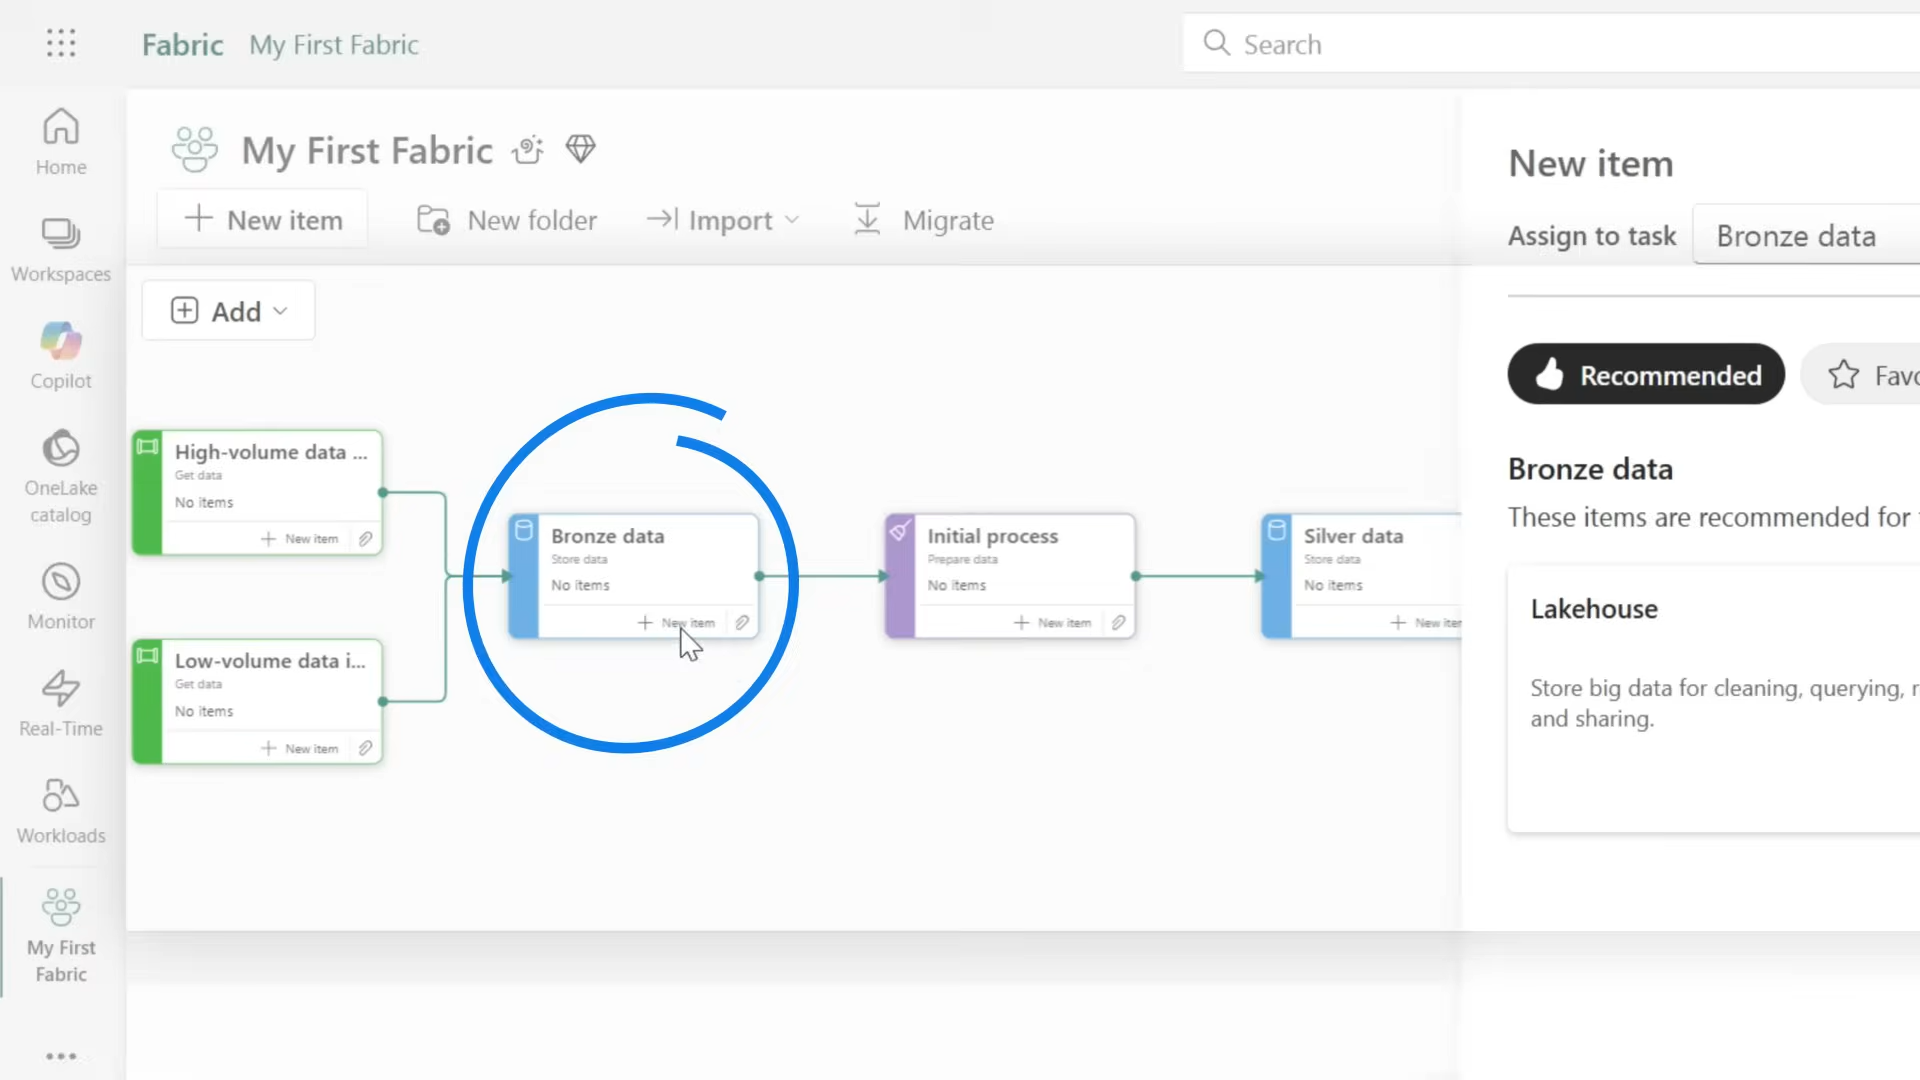 Fabric My First Fabric
Search
Home
Workspaces
Copilot
OneLake
catalog
Monitor
Real-Time
Workloads
My First
Fabric
My First Fabric
New item
New folder
Import
Migrate
Add
High-volume data ...
Get data
No items
New item
Low-volume data i...
Get data
No items
New item
Bronze data
Store data
No items
New item
Initial process
Prepare data
No items
New item
Silver data
Store data
No items
New iter
New item
Assign to task
Bronze data
Recommended
Favo
Bronze data
These items are recommended for
Lakehouse
Store big data for cleaning, querying, r
and sharing.